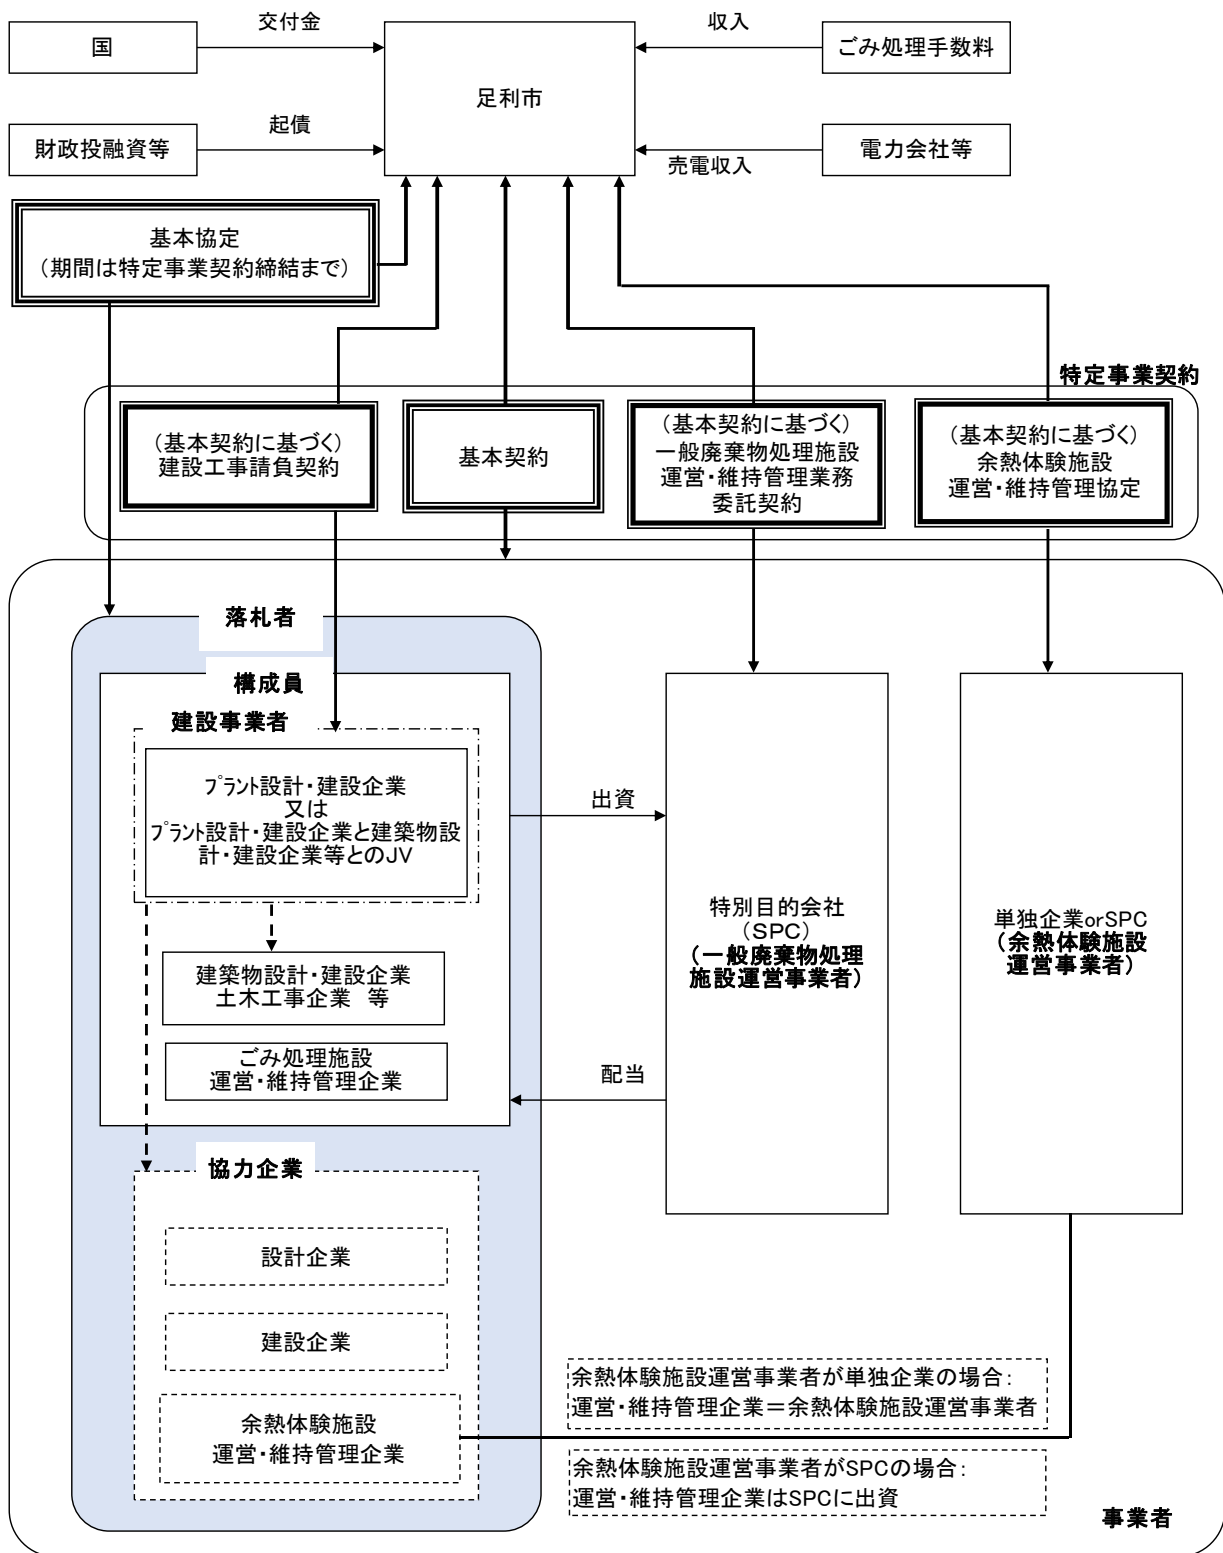 交付金
収入
国
ごみ処理手数料
足利市
起債
財政投融資等
電力会社等
売電収入
基本協定
（期間は特定事業契約締結まで）
特定事業契約
（基本契約に基づく）
建設工事請負契約
基本契約
（基本契約に基づく）
一般廃棄物処理施設
運営・維持管理業務
委託契約
（基本契約に基づく）
余熱体験施設
運営・維持管理協定
落札者
構成員
建設事業者
ﾌﾟﾗﾝﾄ設計・建設企業
又は
ﾌﾟﾗﾝﾄ設計・建設企業と建築物設
計・建設企業等とのJV
出資
特別目的会社
（SPC）
（一般廃棄物処理
施設運営事業者）
単独企業orSPC
（余熱体験施設
運営事業者）
建築物設計・建設企業
土木工事企業　等
ごみ処理施設
運営・維持管理企業
配当
協力企業
設計企業
建設企業
余熱体験施設
運営・維持管理企業
余熱体験施設運営事業者が単独企業の場合：
運営・維持管理企業＝余熱体験施設運営事業者
余熱体験施設運営事業者がSPCの場合：
運営・維持管理企業はSPCに出資
事業者